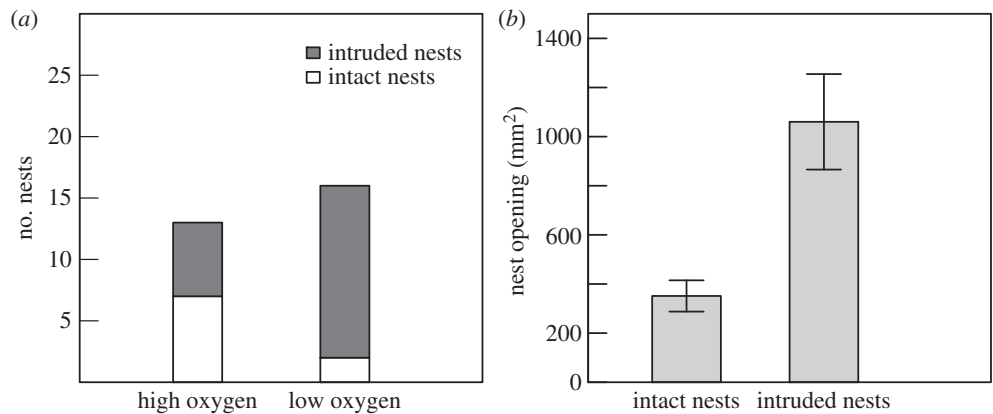 (a)
intruded nests
intact nests
25
20
15
10
5
no. nests
high oxygen low oxygen
(b)
1400
1000
600
200
0
nest opening (mm²)
intact nests intruded nests